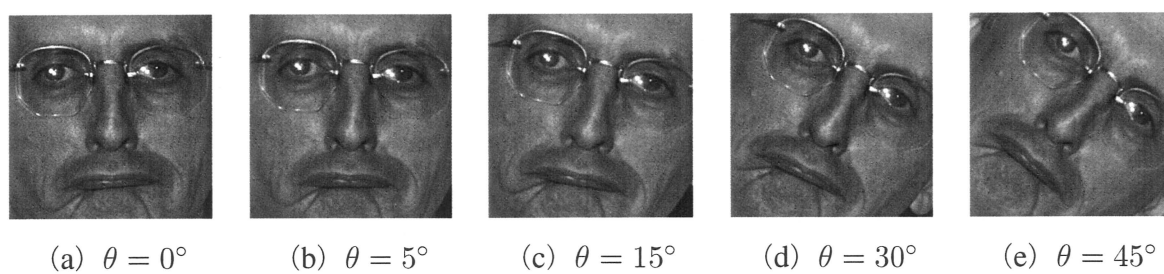 (a) θ = 0° (b) θ = 5° (c) θ = 15° (d) θ = 30° (e) θ = 45°